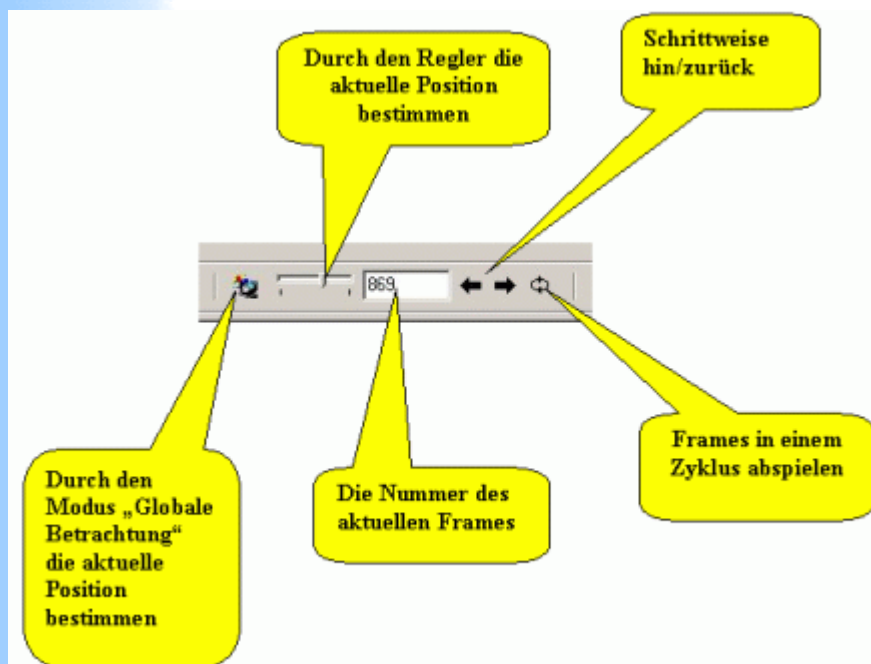 Durch den Regler die
aktuelle Position
bestimmen
Schrittweise
hin/zurück
869
Durch den
Modus „Globale
Betrachtung“
die aktuelle
Position
bestimmen
Die Nummer des
aktuellen Frames
Frames in einem
Zyklus abspielen